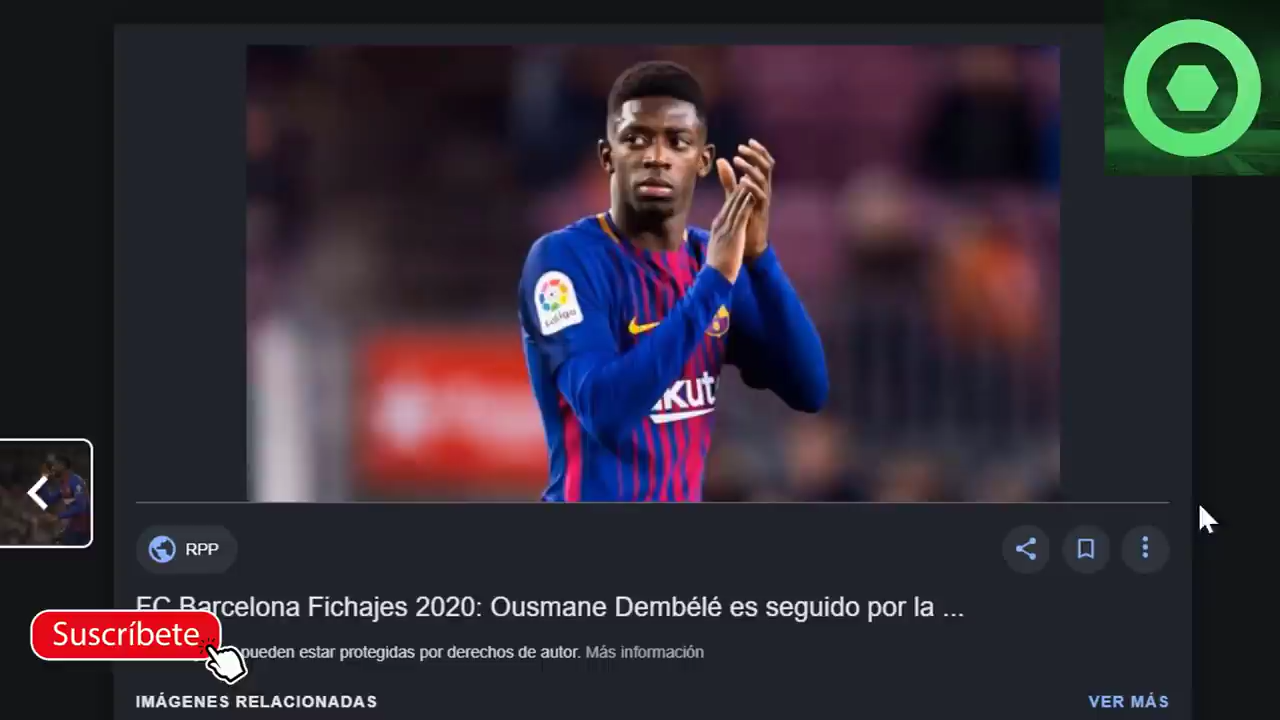 LaLiga
akut
RPP
FC Barcelona Fichajes 2020: Ousmane Dembélé es seguido por la ...
Suscríbete
pueden estar protegidas por derechos de autor. Más información
IMÁGENES RELACIONADAS
VER MÁS